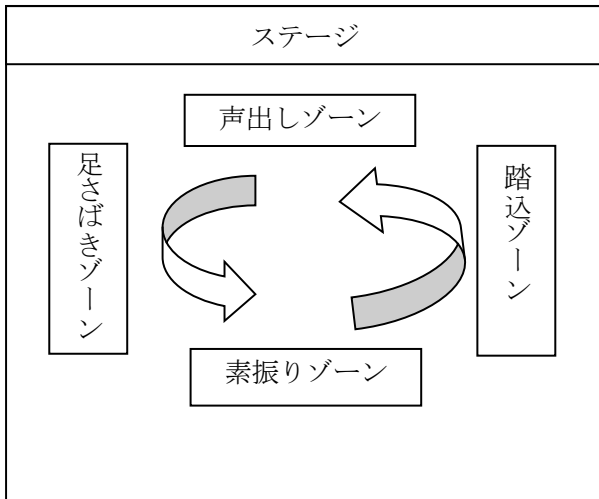 ステージ
声出しゾーン
足さばきゾーン
踏込ゾーン
素振りゾーン